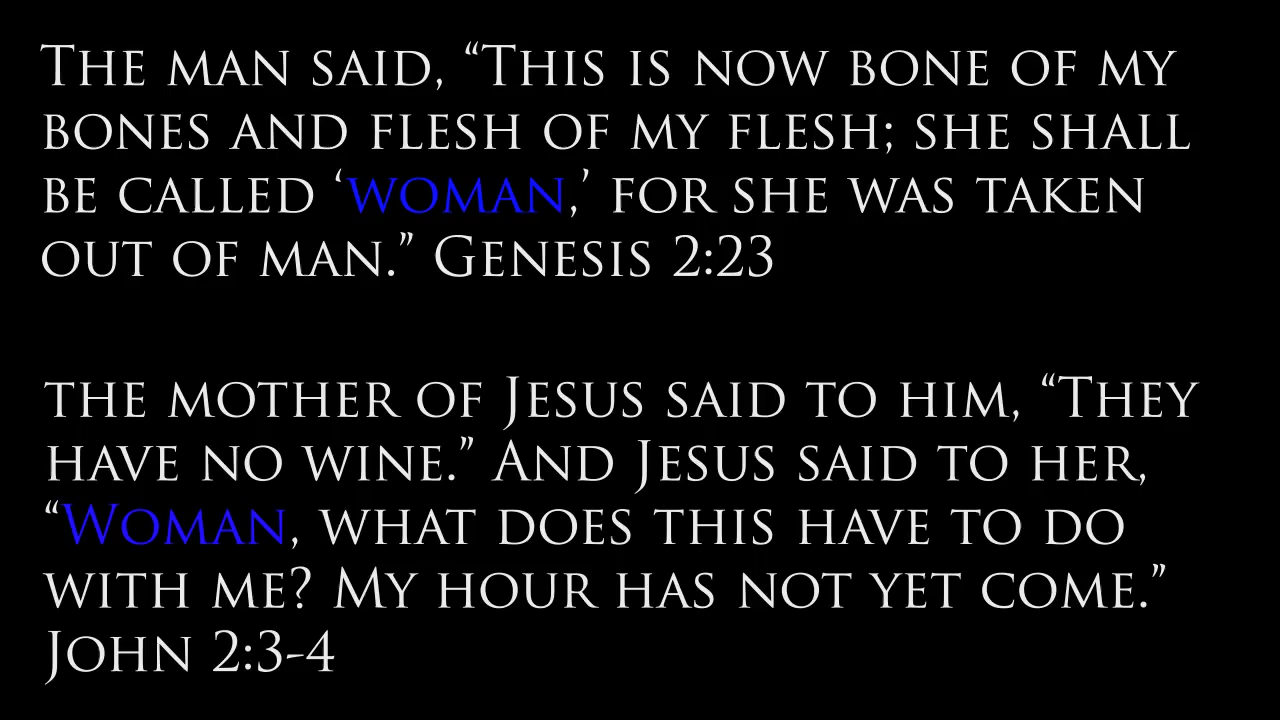 The man said, “This is now bone of my
bones and flesh of my flesh; she shall
be called ‘woman,’ for she was taken
out of man.” Genesis 2:23
the mother of Jesus said to him, “They
have no wine.” And Jesus said to her,
“Woman, what does this have to do
with me? My hour has not yet come.”
John 2:3-4